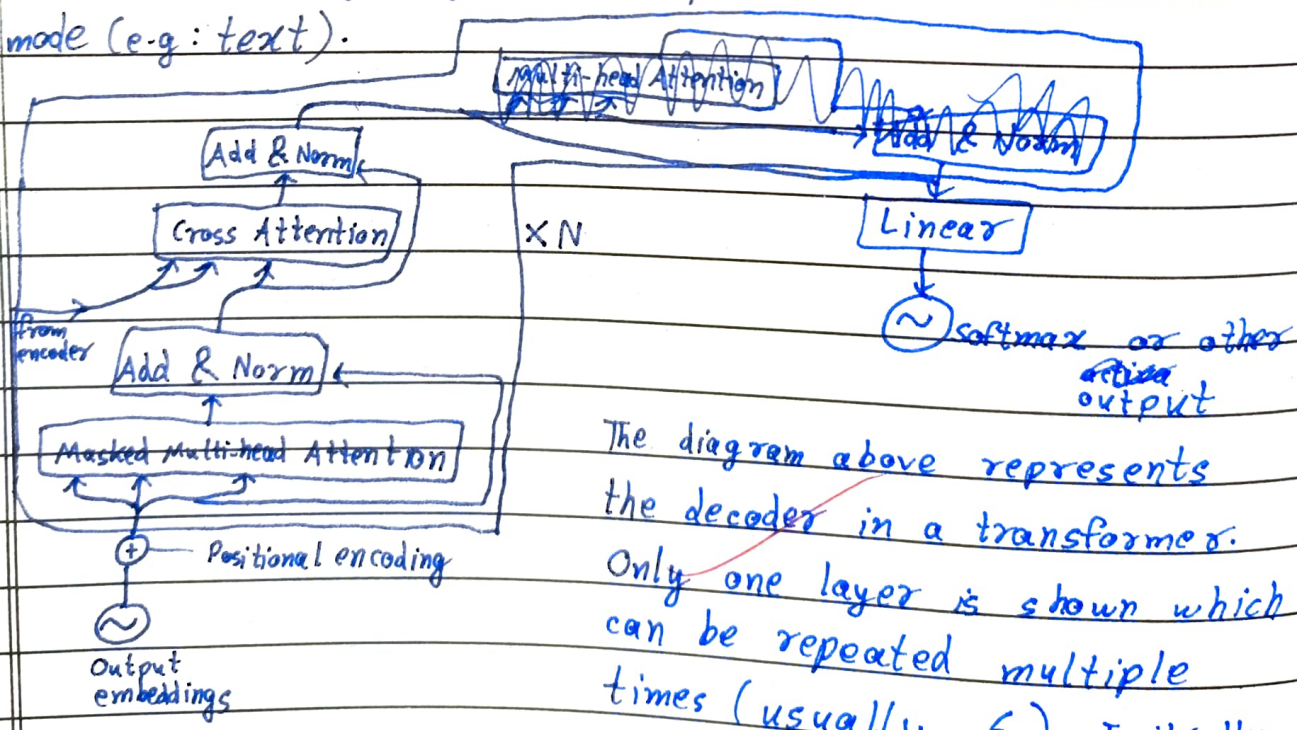 mode (e.g : text).
Multi-head Attention
Add & Norm
Add & Norm
Cross Attention
× N
Linear
from
encoder
softmax or other
output
Add & Norm
Masked Multi-head Attention
Positional encoding
Output
embeddings
The diagram above represents
the decoder in a transformer.
Only one layer is shown which
can be repeated multiple
times (usually 6).